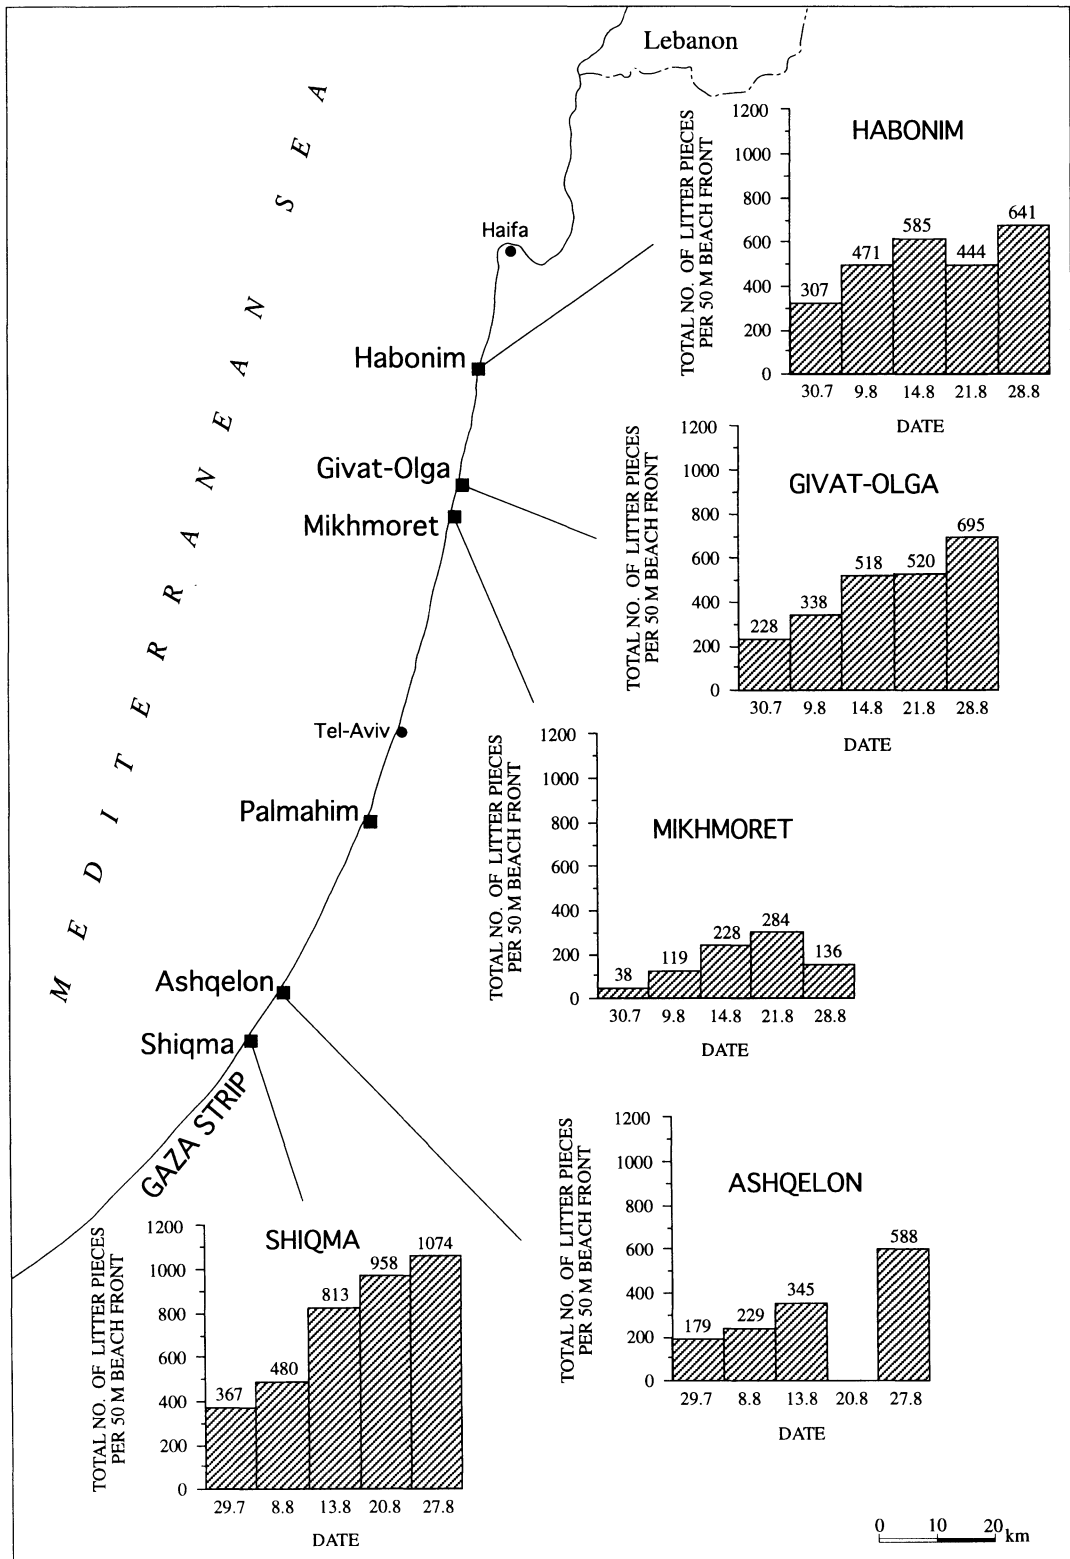 Lebanon
MEDITERRANEAN SEA
Haifa
Habonim
Givat-Olga
Mikhmoret
Tel-Aviv
Palmahim
Ashqelon
Shiqma
GAZA STRIP
HABONIM
TOTAL NO. OF LITTER PIECES
PER 50 M BEACH FRONT
1200
1000
800
600
400
200
0
307 471 585 444 641
30.7 9.8 14.8 21.8 28.8
DATE
GIVAT-OLGA
TOTAL NO. OF LITTER PIECES
PER 50 M BEACH FRONT
1200
1000
800
600
400
200
0
228 338 518 520 695
30.7 9.8 14.8 21.8 28.8
DATE
MIKHMORET
TOTAL NO. OF LITTER PIECES
PER 50 M BEACH FRONT
1200
1000
800
600
400
200
0
38 119 228 284 136
30.7 9.8 14.8 21.8 28.8
DATE
ASHQELON
TOTAL NO. OF LITTER PIECES
PER 50 M BEACH FRONT
1200
1000
800
600
400
200
0
179 229 345 588
29.7 8.8 13.8 20.8 27.8
DATE
SHIQMA
TOTAL NO. OF LITTER PIECES
PER 50 M BEACH FRONT
1200
1000
800
600
400
200
0
367 480 813 958 1074
29.7 8.8 13.8 20.8 27.8
DATE
0 10 20 km